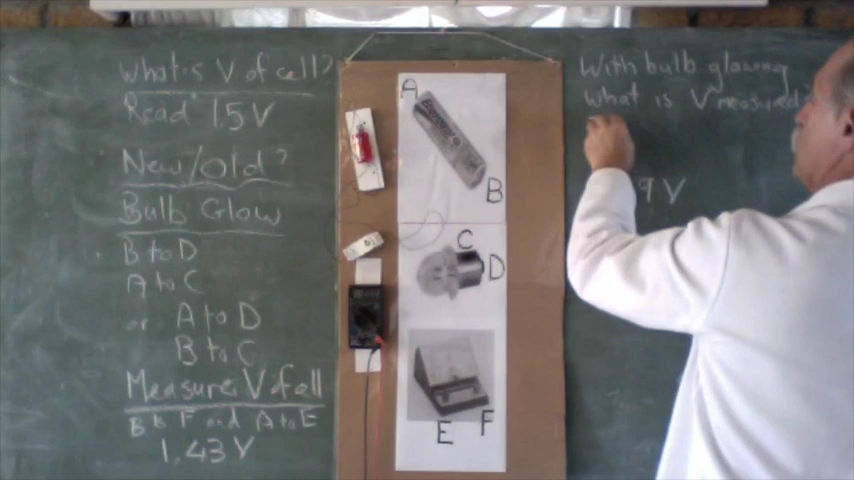 What is V of cell?
Read 1.5V
New/Old?
Bulb Glow
B to D
A to C
or A to D
B to C
Measure V of cell
B to F and A to E
1.43V
A
B
C
D
E F
With bulb glowing
what is V measured?
9 V